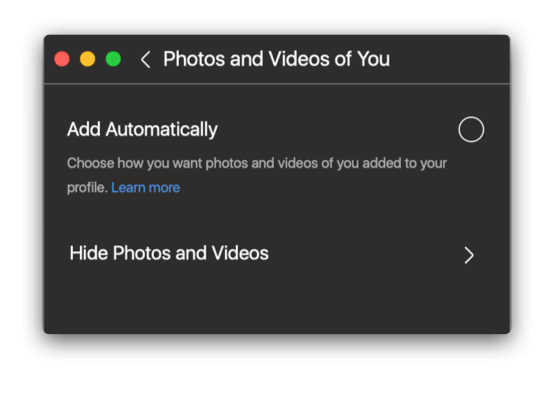 Photos and Videos of You
Add Automatically
Choose how you want photos and videos of you added to your
profile. Learn more
Hide Photos and Videos